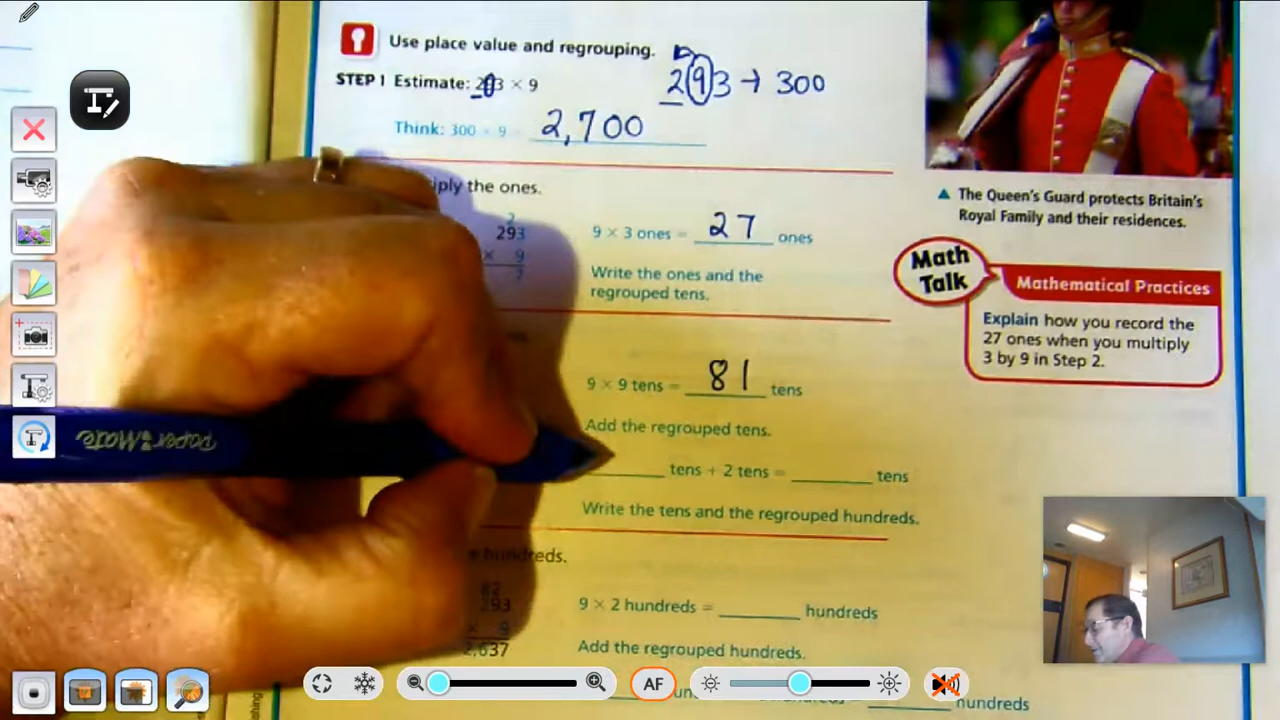 Use place value and regrouping.
STEP 1 Estimate: 293 × 9
293 → 300
Think: 300 × 9
2,700
iply the ones.
2
293
× 9
7
9 × 3 ones = 27 ones
Write the ones and the
regrouped tens.
9 × 9 tens = 81 tens
Add the regrouped tens.
tens + 2 tens = tens
Write the tens and the regrouped hundreds.
hundreds.
82
293
× 9
2,637
9 × 2 hundreds = hundreds
Add the regrouped hundreds.
hundreds
▲ The Queen's Guard protects Britain's
Royal Family and their residences.
Math
Talk
Mathematical Practices
Explain how you record the
27 ones when you multiply
3 by 9 in Step 2.
Paper Mate
AF